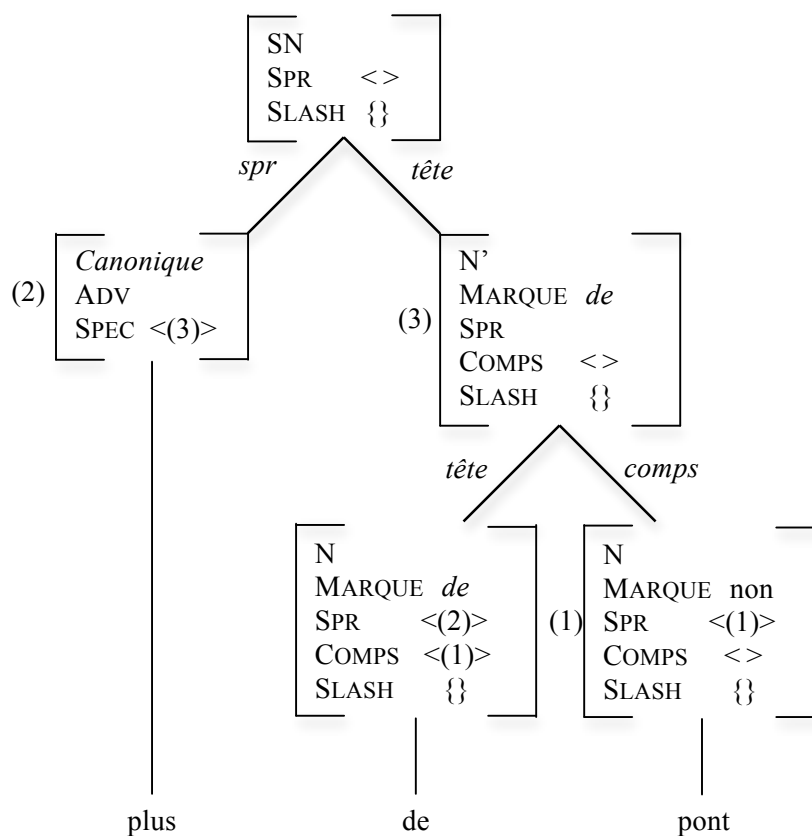 SN
SPR < >
SLASH {}
spr tête
(2)
Canonique
ADV
SPEC <(3)>
(3)
N’
MARQUE de
SPR
COMPS < >
SLASH {}
tête comps
N
MARQUE de
SPR <(2)>
COMPS <(1)>
SLASH {}
(1)
N
MARQUE non
SPR <(1)>
COMPS < >
SLASH {}
plus de pont